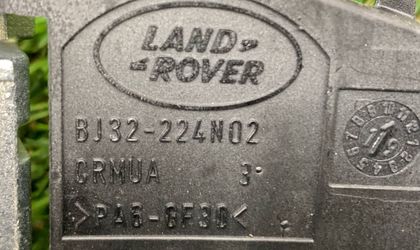 LAND
ROVER
BJ32-224N02
CRMUA 3
>PA6-GF30<